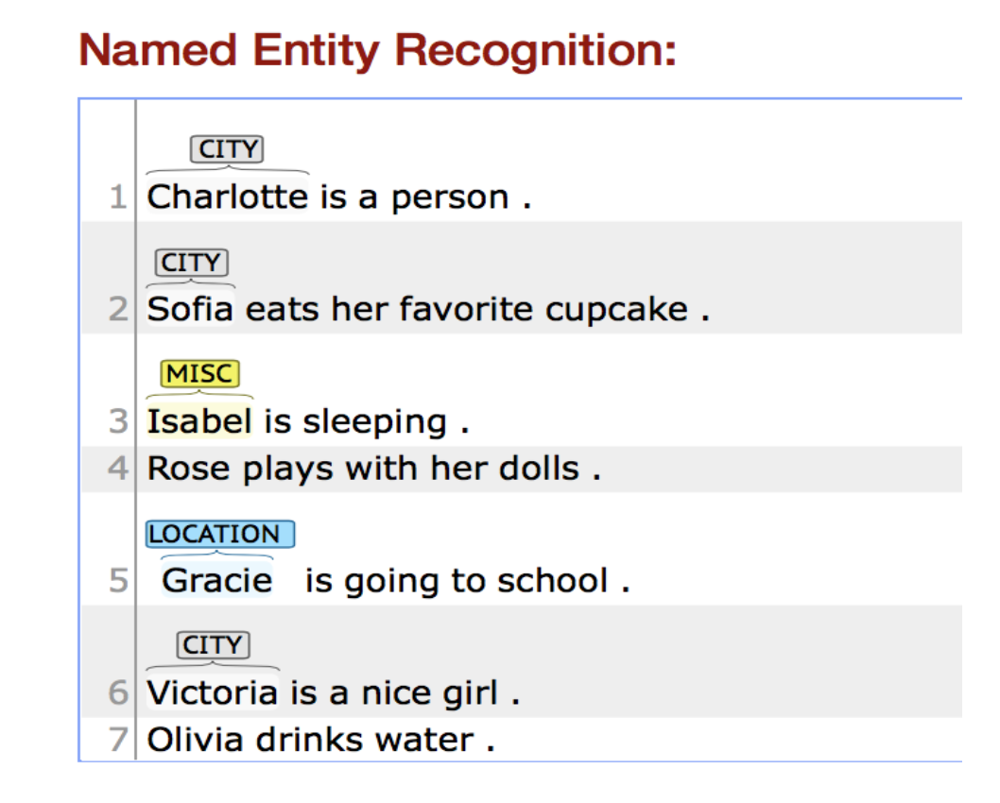 Named Entity Recognition:
CITY
1 Charlotte is a person .
CITY
2 Sofia eats her favorite cupcake .
MISC
3 Isabel is sleeping .
4 Rose plays with her dolls .
LOCATION
5 Gracie is going to school .
CITY
6 Victoria is a nice girl .
7 Olivia drinks water .